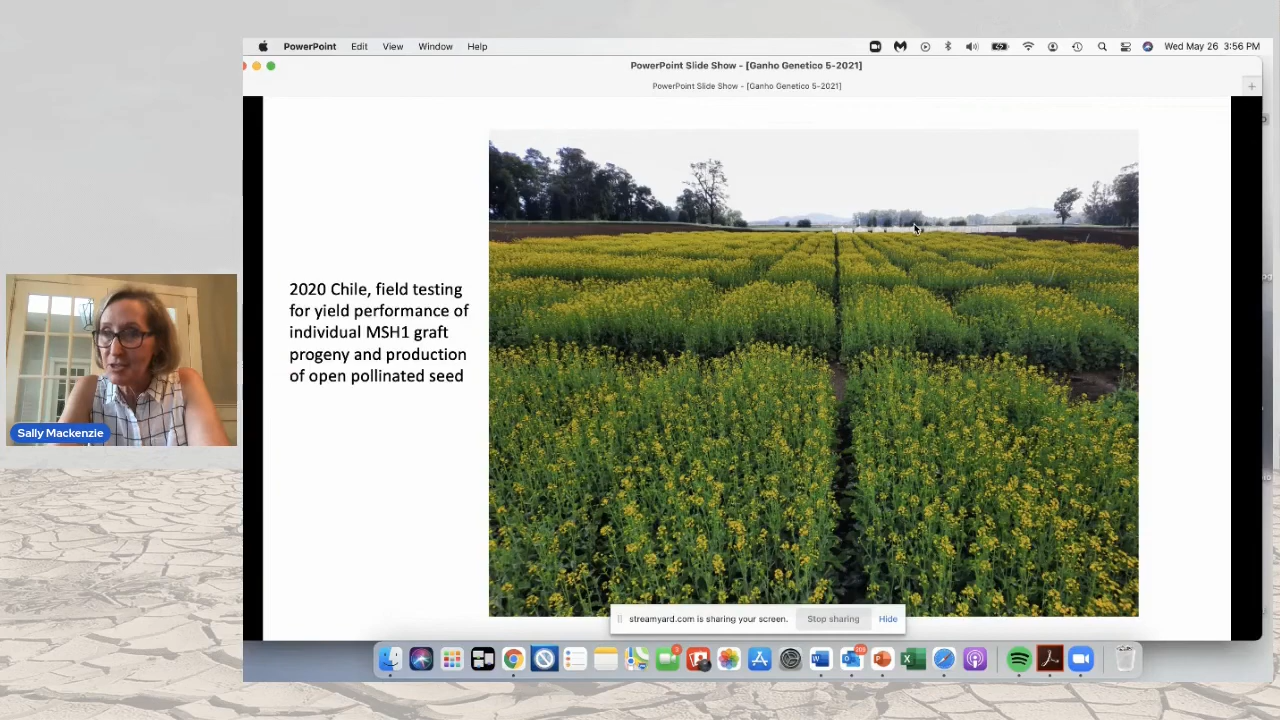 PowerPoint Edit View Window Help
Wed May 26 3:56 PM
PowerPoint Slide Show - [Ganho Genetico 5-2021]
PowerPoint Slide Show - [Ganho Genetico 5-2021]
2020 Chile, field testing
for yield performance of
individual MSH1 graft
progeny and production
of open pollinated seed
Sally Mackenzie
streamyard.com is sharing your screen. Stop sharing Hide